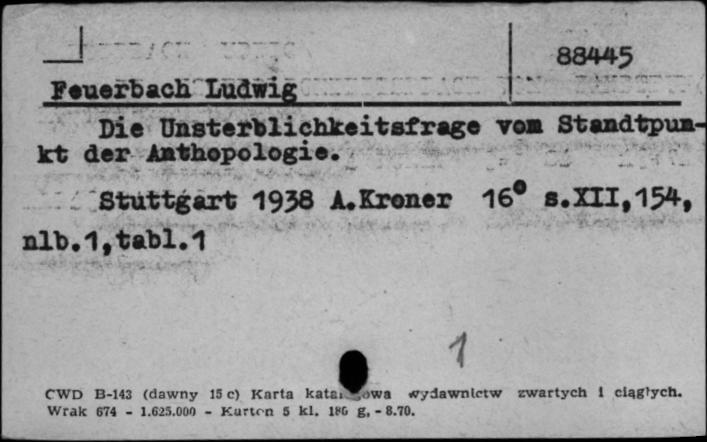 88445
Feuerbach Ludwig
Die Unsterblichkeitsfrage vom Standtpun-
kt der Anthopologie.
Stuttgart 1938 A.Kroner 16° s.XII,154,
nlb.1,tabl.1
1
CWD B-143 (dawny 15 c) Karta wydawnictw zwartych i ciągłych.
Wrak 674 - 1.625.000 - Karton 5 kl. 180 g, - 8.70.